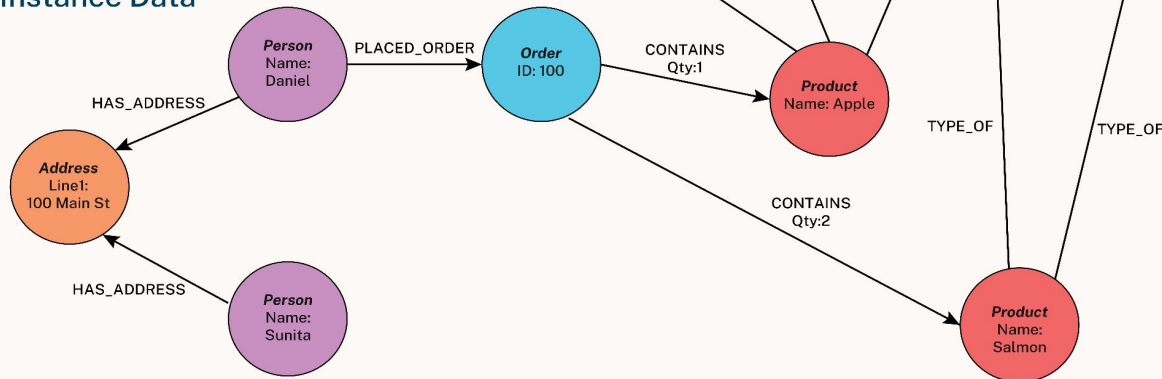 Instance Data
Person
Name:
Daniel
PLACED_ORDER
Order
ID: 100
CONTAINS
Qty:1
Product
Name: Apple
HAS_ADDRESS
TYPE_OF
TYPE_OF
Address
Line1:
100 Main St
CONTAINS
Qty:2
HAS_ADDRESS
Person
Name:
Sunita
Product
Name:
Salmon